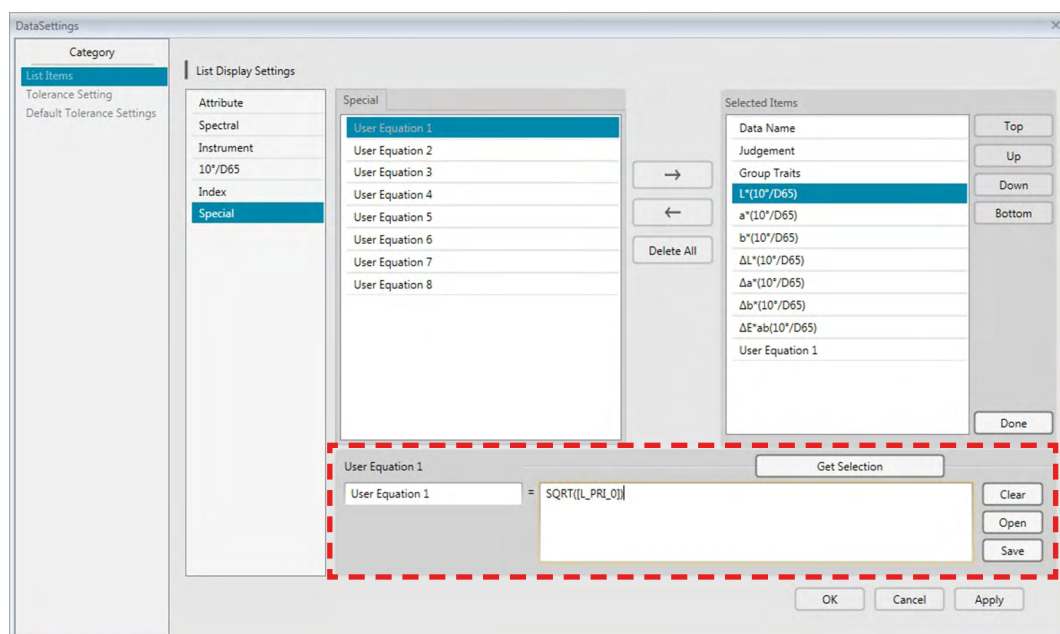 DataSettings
Category
List Items
Tolerance Setting
Default Tolerance Settings
List Display Settings
Attribute
Spectral
Instrument
10°/D65
Index
Special
Special
User Equation 1
User Equation 2
User Equation 3
User Equation 4
User Equation 5
User Equation 6
User Equation 7
User Equation 8
→
←
Delete All
Selected Items
Data Name
Judgement
Group Traits
L*(10°/D65)
a*(10°/D65)
b*(10°/D65)
ΔL*(10°/D65)
Δa*(10°/D65)
Δb*(10°/D65)
ΔE*ab(10°/D65)
User Equation 1
Top
Up
Down
Bottom
Done
User Equation 1
Get Selection
User Equation 1 = SQRT([L_PRI_0])
Clear
Open
Save
OK Cancel Apply